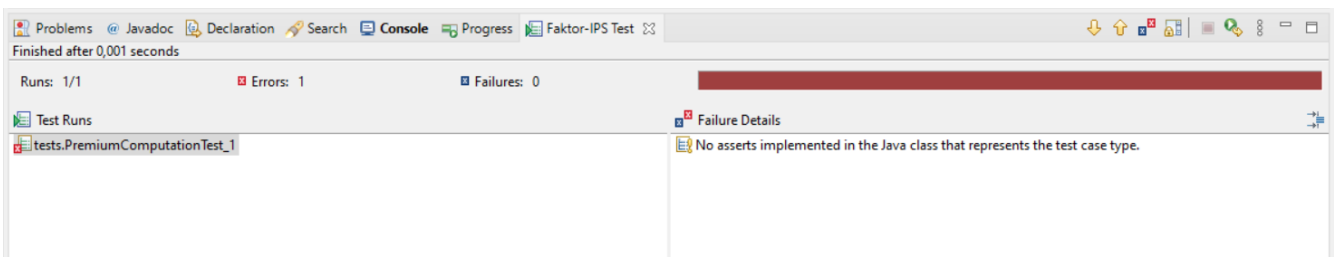 Problems @ Javadoc Declaration Search Console Progress Faktor-IPS Test
Finished after 0,001 seconds
Runs: 1/1 Errors: 1 Failures: 0
Test Runs
Failure Details
tests.PremiumComputationTest_1
No asserts implemented in the Java class that represents the test case type.